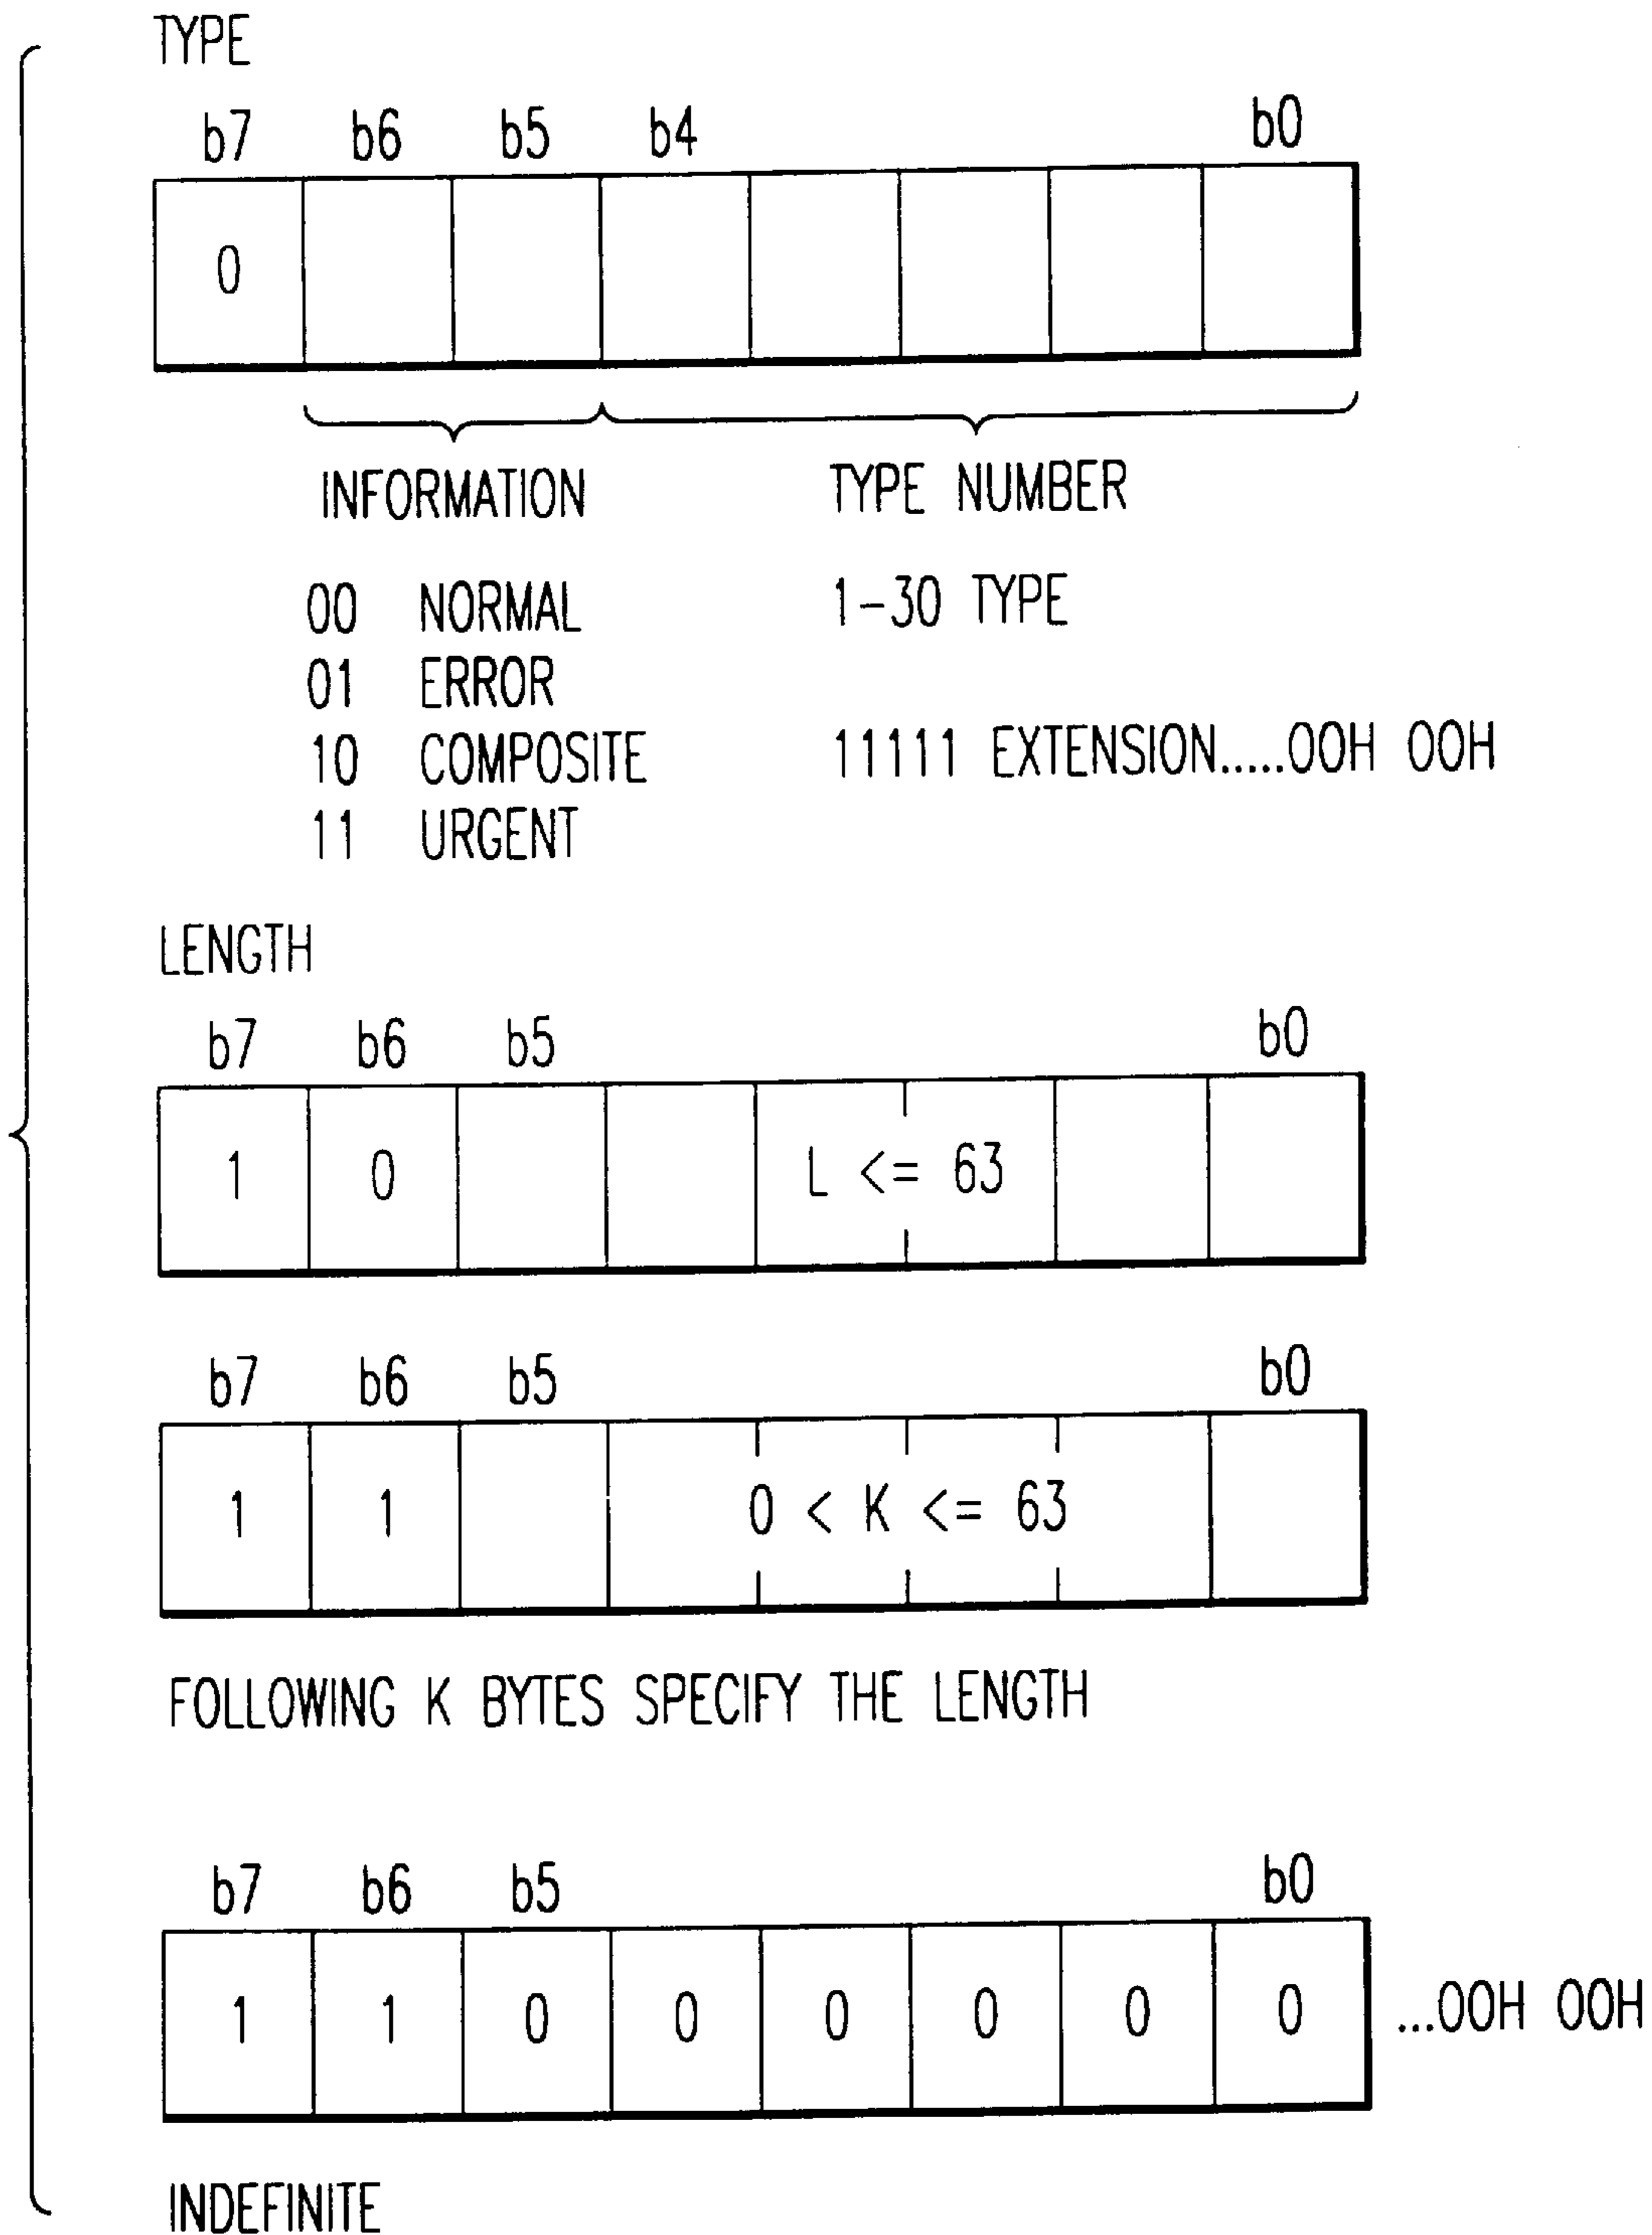 TYPE
b7 b6 b5 b4 b0
0
INFORMATION TYPE NUMBER
00 NORMAL 1-30 TYPE
01 ERROR
10 COMPOSITE 11111 EXTENSION.....00H 00H
11 URGENT
LENGTH
b7 b6 b5 b0
1 0 L <= 63
b7 b6 b5 b0
1 1 0 < K <= 63
FOLLOWING K BYTES SPECIFY THE LENGTH
b7 b6 b5 b0
1 1 0 0 0 0 0 0 ...00H 00H
INDEFINITE